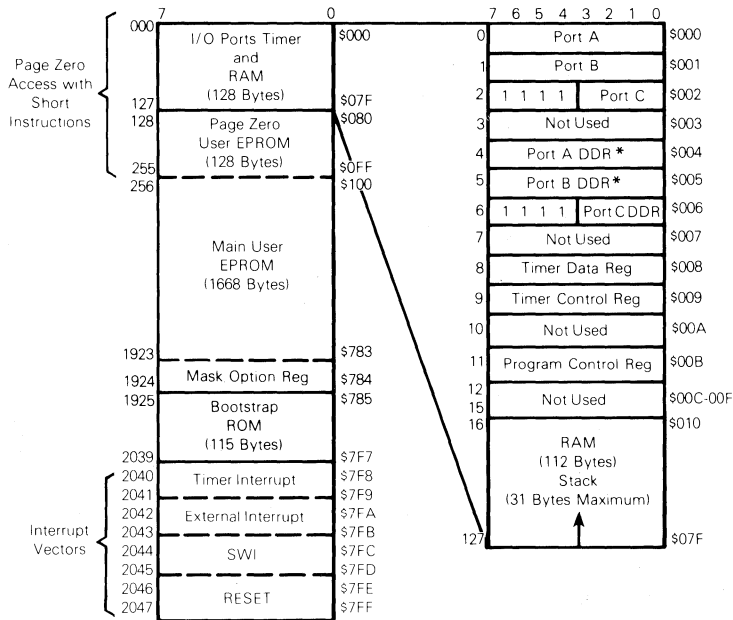 7 0
000 $000
I/O Ports Timer
and
RAM
(128 Bytes)
Page Zero
Access with
Short
Instructions
127 $07F
128 $080
Page Zero
User EPROM
(128 Bytes)
255 $0FF
256 $100
Main User
EPROM
(1668 Bytes)
1923 $783
1924 Mask Option Reg $784
1925 $785
Bootstrap
ROM
(115 Bytes)
2039 $7F7
2040 Timer Interrupt $7F8
2041 $7F9
2042 External Interrupt $7FA
2043 $7FB
2044 SWI $7FC
2045 $7FD
2046 RESET $7FE
2047 $7FF
Interrupt
Vectors
7 6 5 4 3 2 1 0
0 Port A $000
1 Port B $001
2 1 1 1 1 Port C $002
3 Not Used $003
4 Port A DDR* $004
5 Port B DDR* $005
6 1 1 1 1 Port C DDR $006
7 Not Used $007
8 Timer Data Reg $008
9 Timer Control Reg $009
10 Not Used $00A
11 Program Control Reg $00B
12
15 Not Used $00C-00F
16 $010
RAM
(112 Bytes)
Stack
(31 Bytes Maximum)
127 $07F